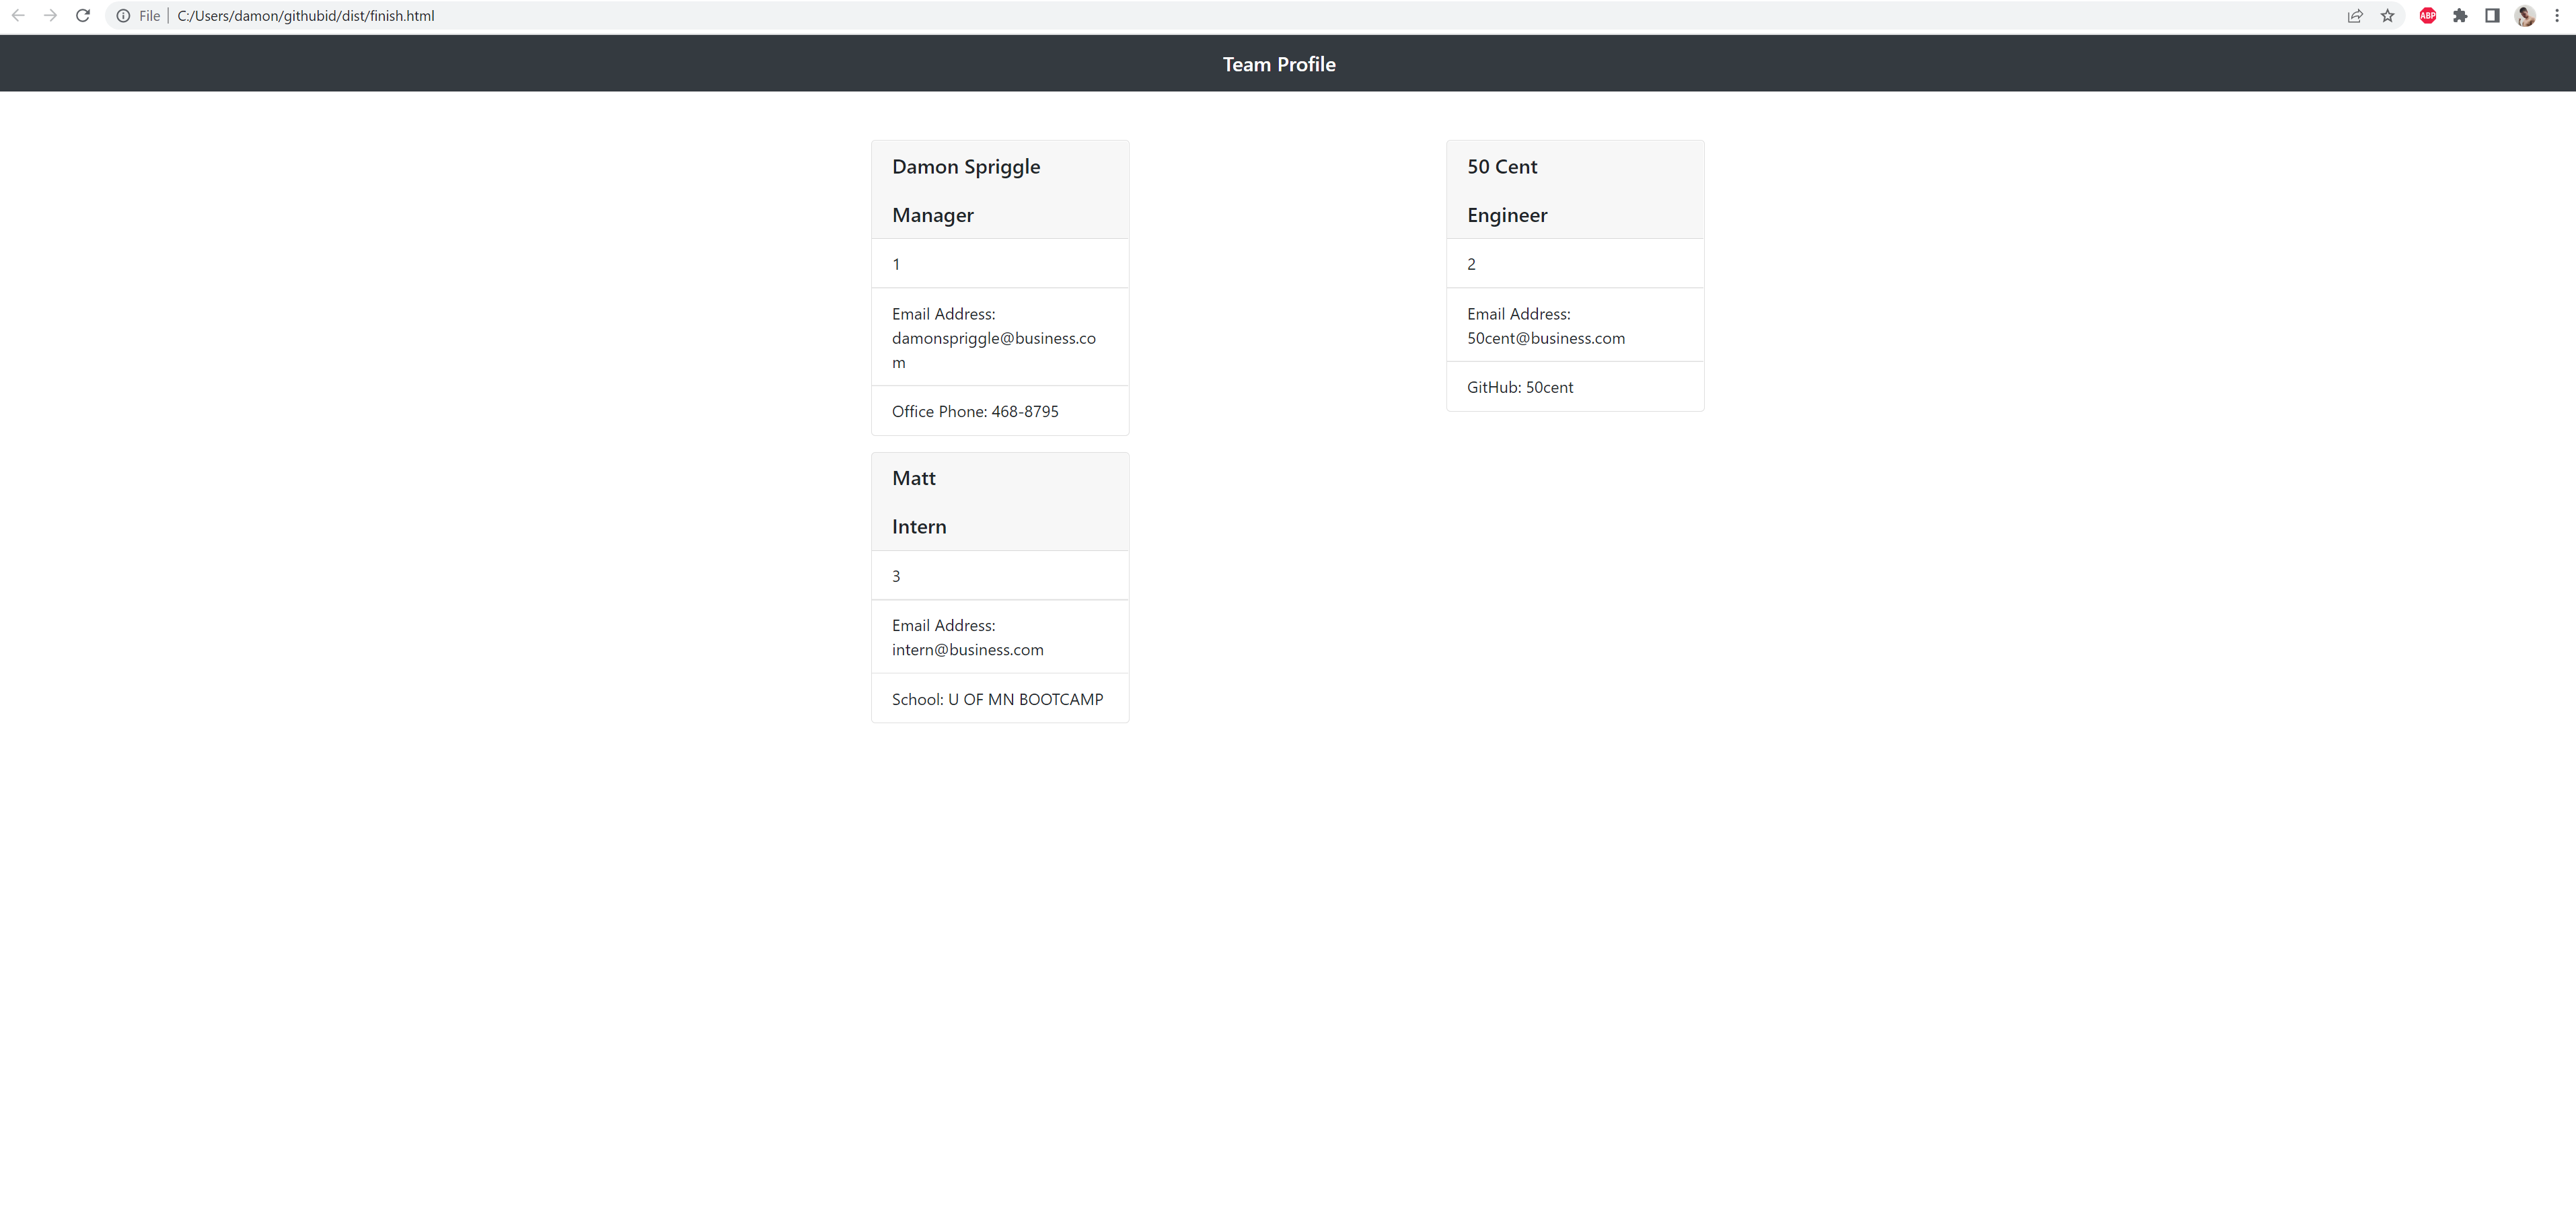 File
C:/Users/damon/githubid/dist/finish.html
ABP
Team Profile
Damon Spriggle
Manager
1
Email Address:
damonspriggle@business.co
m
Office Phone: 468-8795
50 Cent
Engineer
2
Email Address:
50cent@business.com
GitHub: 50cent
Matt
Intern
3
Email Address:
intern@business.com
School: U OF MN BOOTCAMP